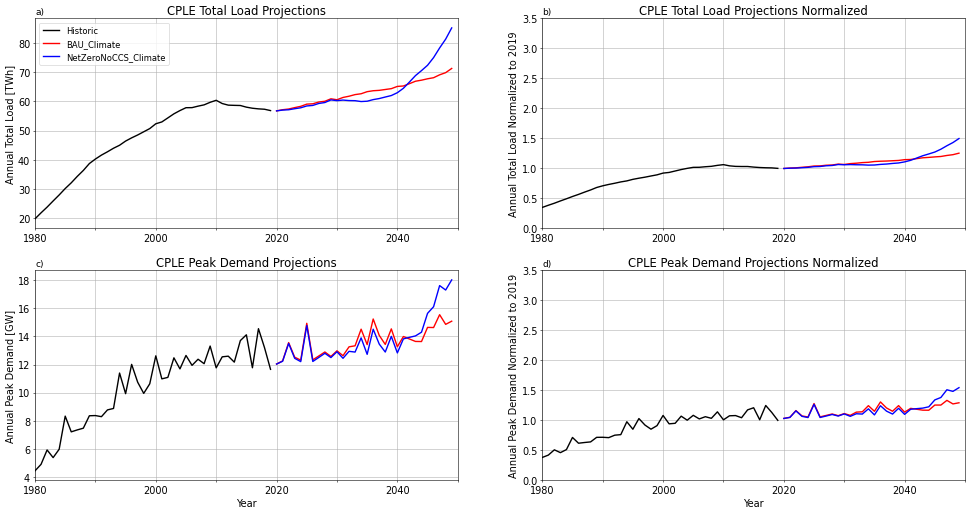 a)
CPLE Total Load Projections
Historic
BAU_Climate
NetZeroNoCCS_Climate
Annual Total Load [TWh]
80
70
60
50
40
30
20
1980 2000 2020 2040
b)
CPLE Total Load Projections Normalized
Annual Total Load Normalized to 2019
3.5
3.0
2.5
2.0
1.5
1.0
0.5
0.0
1980 2000 2020 2040
c)
CPLE Peak Demand Projections
Annual Peak Demand [GW]
18
16
14
12
10
8
6
4
1980 2000 2020 2040
Year
d)
CPLE Peak Demand Projections Normalized
Annual Peak Demand Normalized to 2019
3.5
3.0
2.5
2.0
1.5
1.0
0.5
0.0
1980 2000 2020 2040
Year